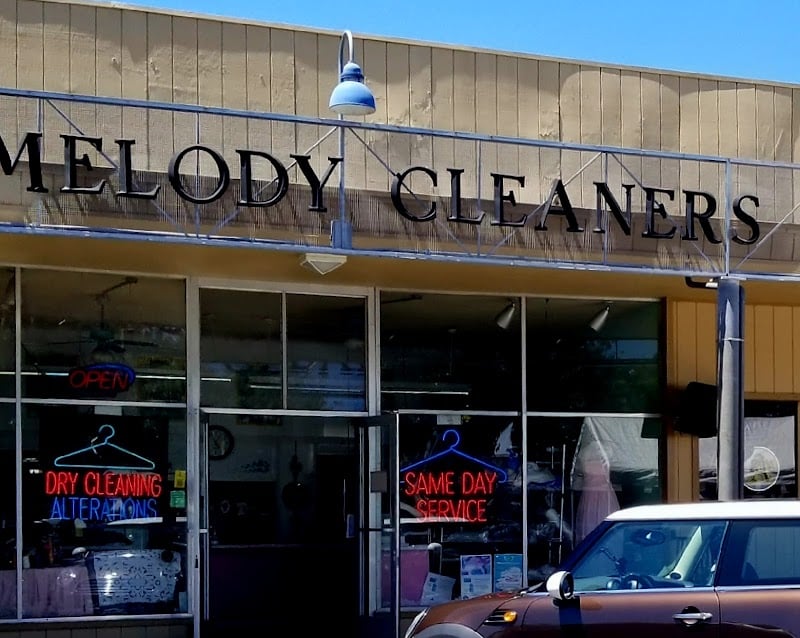 MELODY CLEANERS
OPEN
DRY CLEANING
ALTERATIONS
SAME DAY
SERVICE